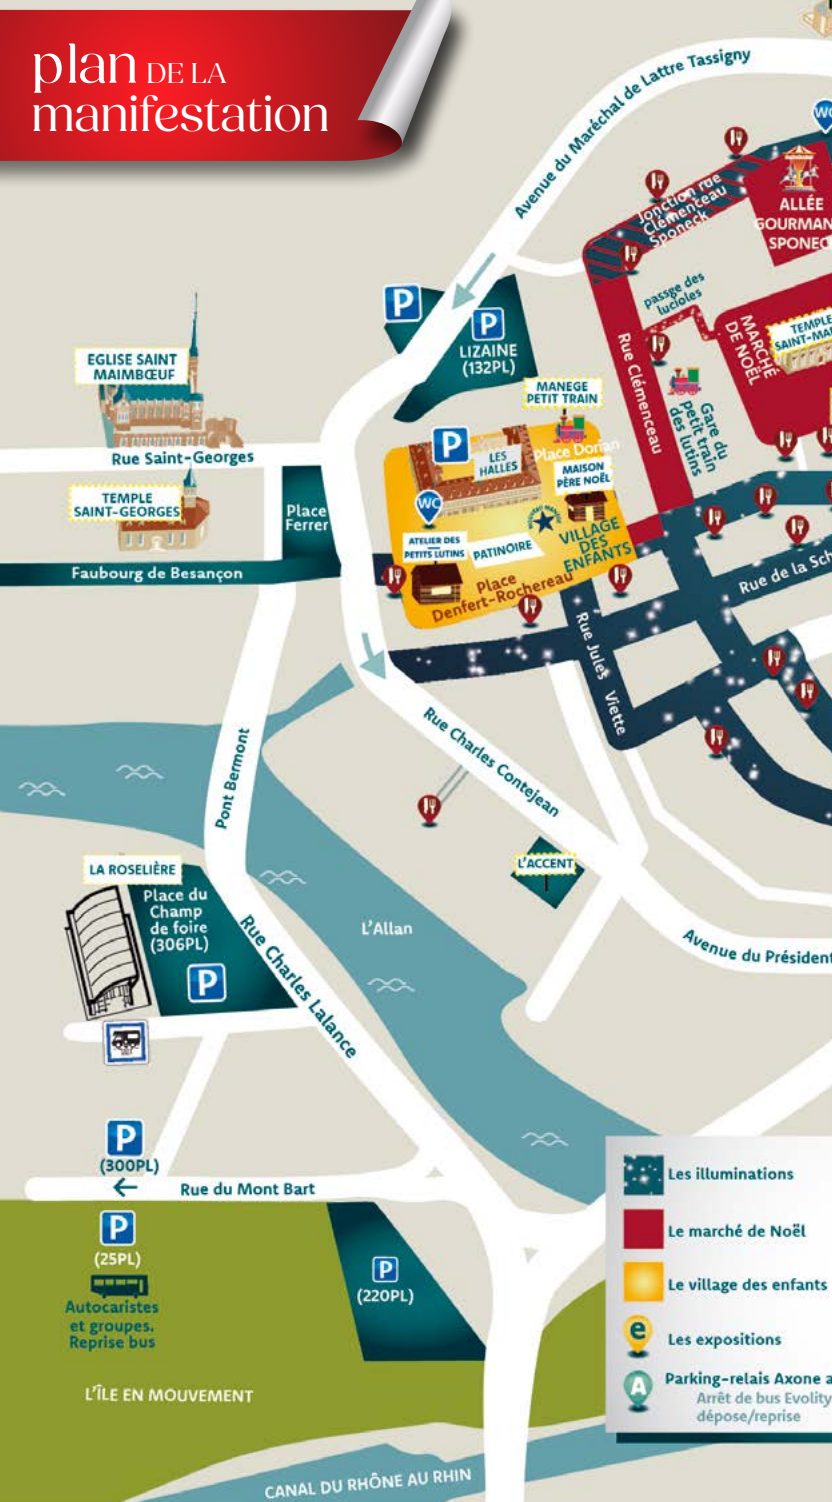 plan DE LA
manifestation
Avenue du Maréchal de Lattre Tassigny
WC
Jonction rue
Clémenceau
Sponeck
ALLÉE
passge des
lucioles
MARCHÉ
DE NOËL
TEMPLE
Rue Clémenceau
Gare du
petit train
des lutins
P
P
LIZAINE
(132PL)
EGLISE SAINT
MAIMBŒUF
Rue Saint-Georges
TEMPLE
SAINT-GEORGES
Place
Ferrer
Faubourg de Besançon
MANEGE
PETIT TRAIN
Place Dorian
P
LES
HALLES
MAISON
PÈRE NOËL
WC
ATELIER DES
PETITS LUTINS
PATINOIRE
VILLAGE
DES
ENFANTS
Place
Denfert-Rochereau
Rue de la
Rue Jules Viette
Rue Charles Contejean
Pont Bermont
L'ACCENT
LA ROSELIÈRE
Place du
Champ
de foire
(306PL)
P
L'Allan
Rue Charles Lalance
Avenue du Président
P
(300PL)
Rue du Mont Bart
P
(25PL)
Autocaristes
et groupes.
Reprise bus
P
(220PL)
L'ÎLE EN MOUVEMENT
CANAL DU RHÔNE AU RHIN
Les illuminations
Le marché de Noël
Le village des enfants
e
Les expositions
A
Parking-relais Axone a
Arrêt de bus Evolity
dépose/reprise